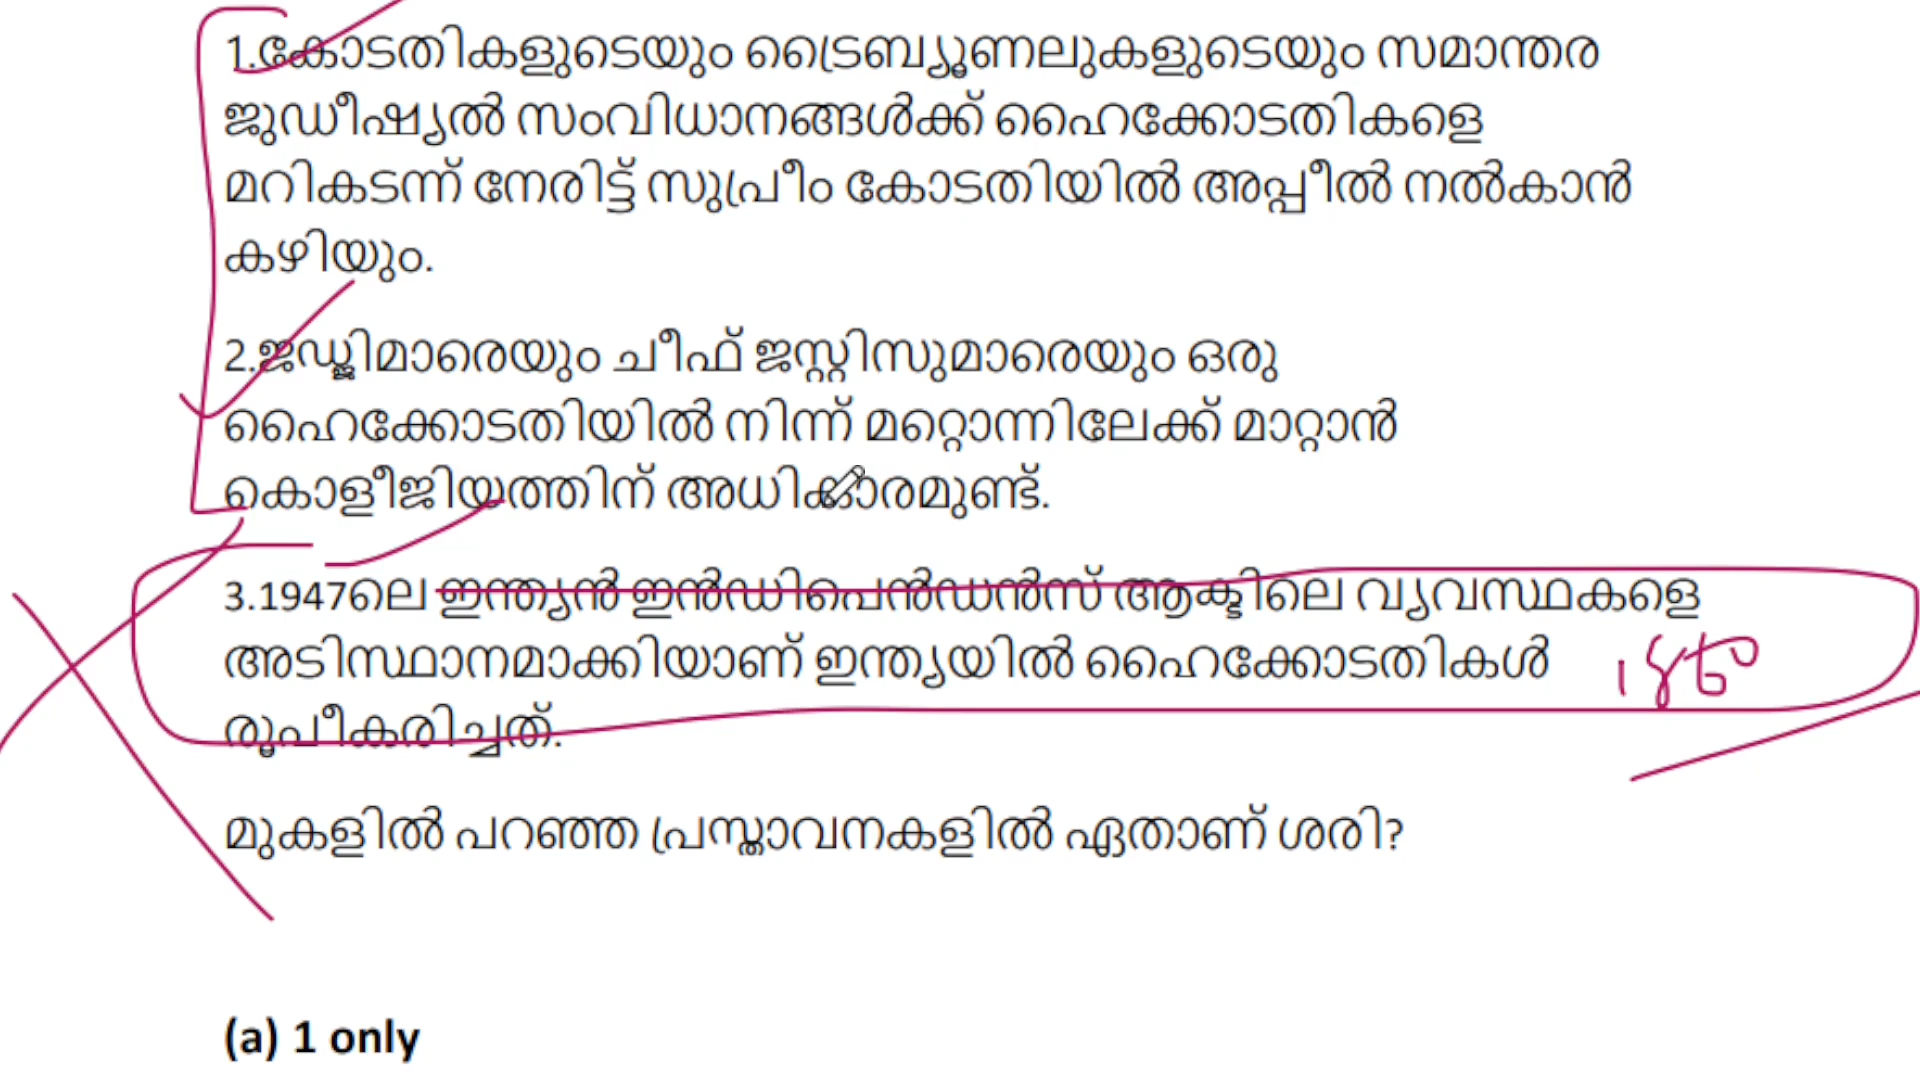 1.കോടതികളുടെയും ട്രൈബ്യൂണലുകളുടെയും സമാന്തര
ജുഡീഷ്യൽ സംവിധാനങ്ങൾക്ക് ഹൈക്കോടതികളെ
മറികടന്ന് നേരിട്ട് സുപ്രീം കോടതിയിൽ അപ്പീൽ നൽകാൻ
കഴിയും.
2.ജഡ്ജിമാരെയും ചീഫ് ജസ്റ്റിസുമാരെയും ഒരു
ഹൈക്കോടതിയിൽ നിന്ന് മറ്റൊന്നിലേക്ക് മാറ്റാൻ
കൊളീജിയത്തിന് അധികാരമുണ്ട്.
3.1947ലെ ഇന്ത്യൻ ഇൻഡിപെൻഡൻസ് ആക്ടിലെ വ്യവസ്ഥകളെ
അടിസ്ഥാനമാക്കിയാണ് ഇന്ത്യയിൽ ഹൈക്കോടതികൾ
രൂപീകരിച്ചത്.
മുകളിൽ പറഞ്ഞ പ്രസ്താവനകളിൽ ഏതാണ് ശരി?
(a) 1 only